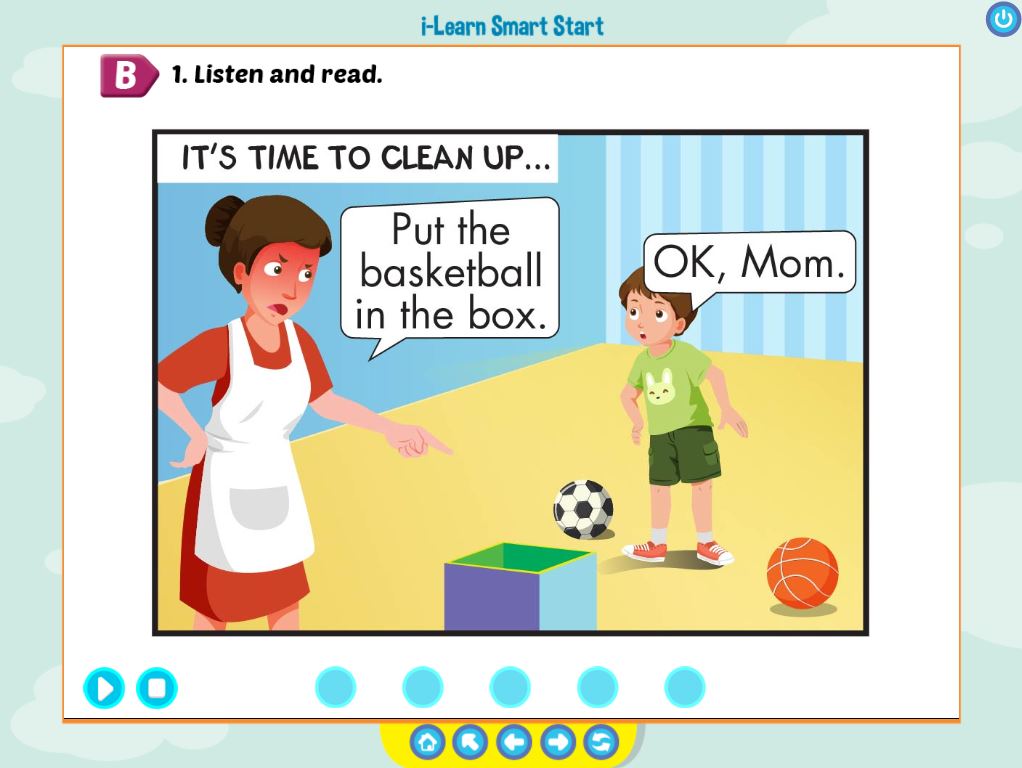 i-Learn Smart Start
B
1. Listen and read.
IT'S TIME TO CLEAN UP...
Put the
basketball
in the box.
OK, Mom.